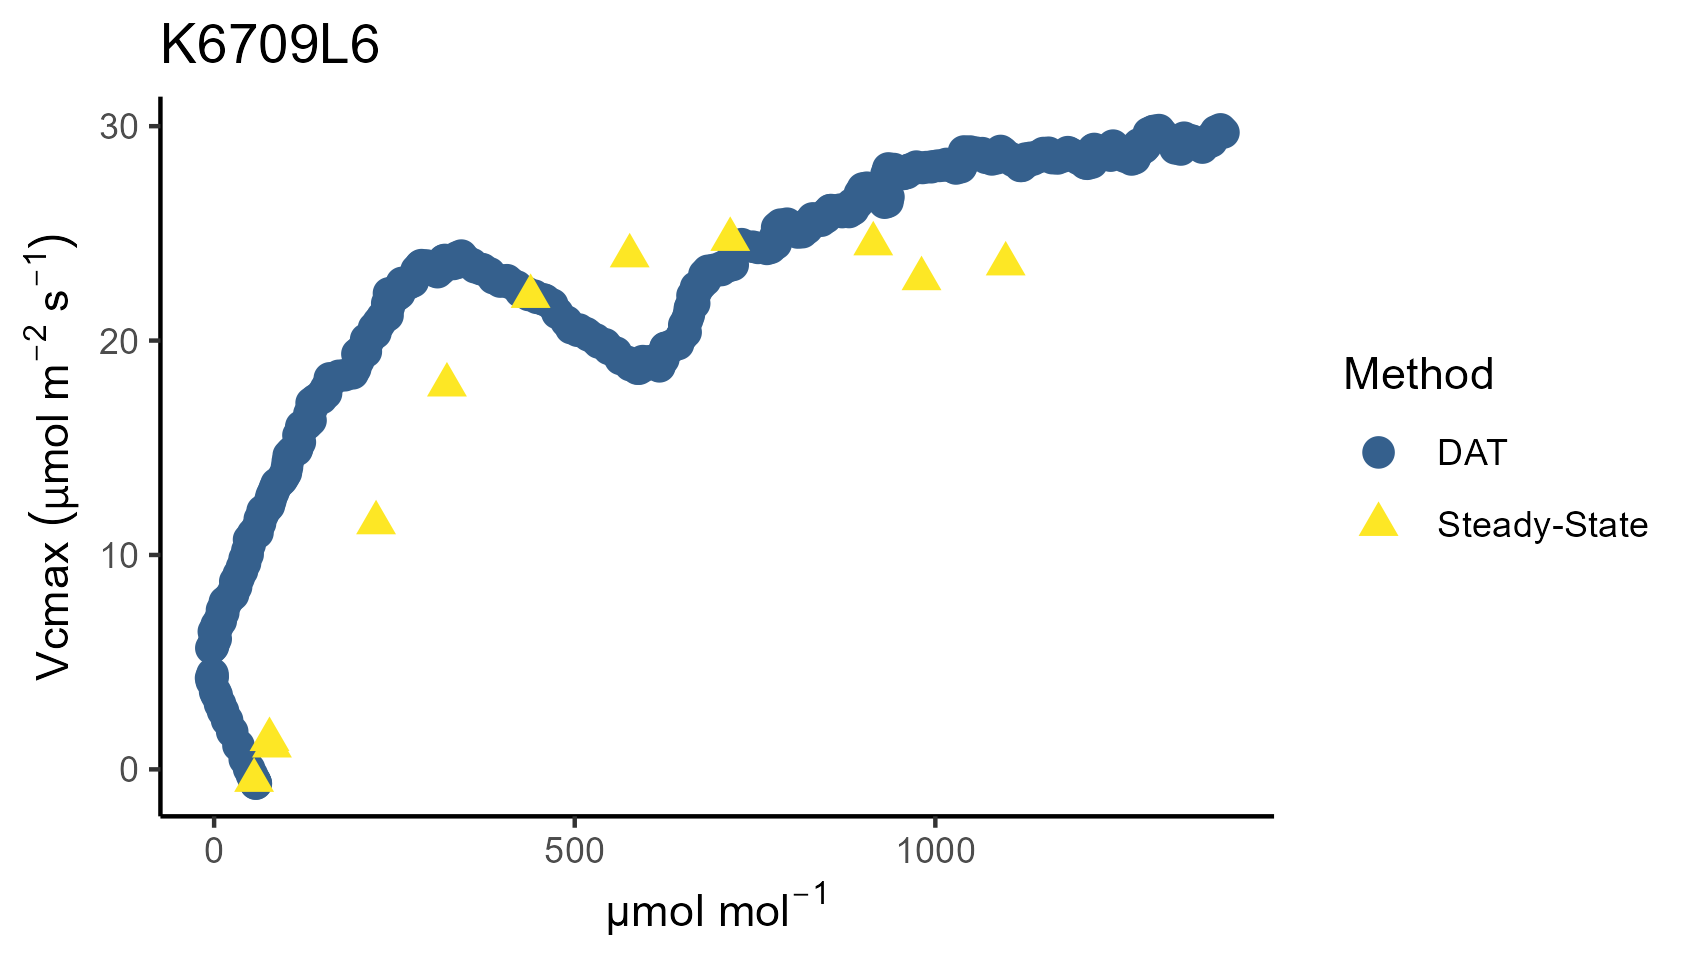 K6709L6
30
20
10
0
Vcmax (µmol m⁻² s⁻¹)
0 500 1000
µmol mol⁻¹
Method
DAT
Steady-State